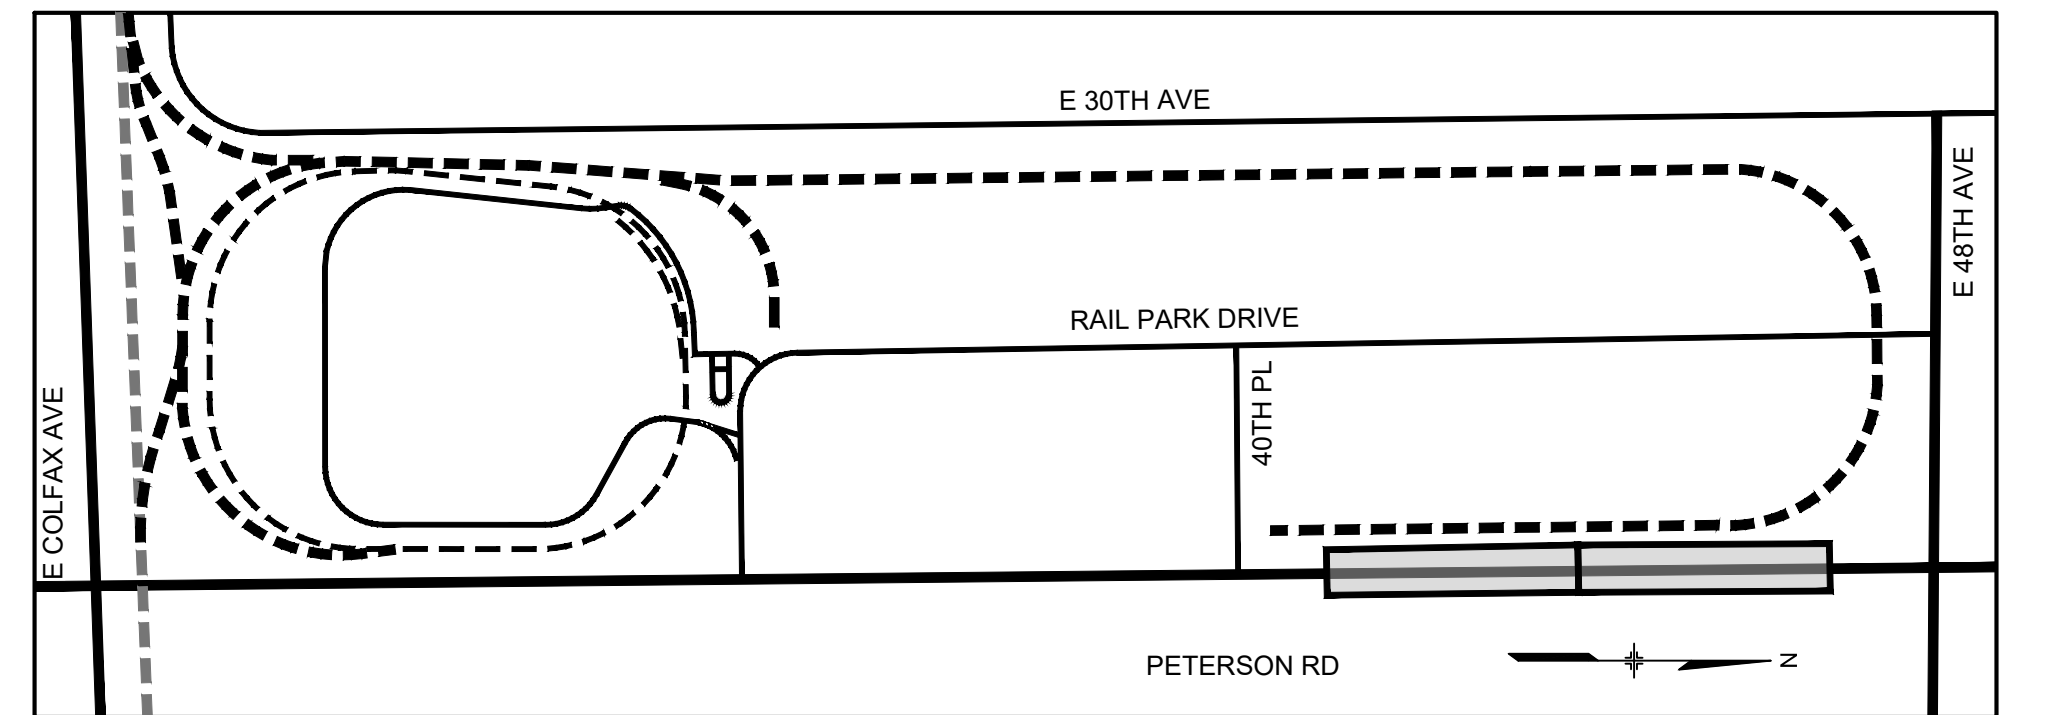 E 30TH AVE
E 48TH AVE
RAIL PARK DRIVE
40TH PL
E COLFAX AVE
PETERSON RD
N